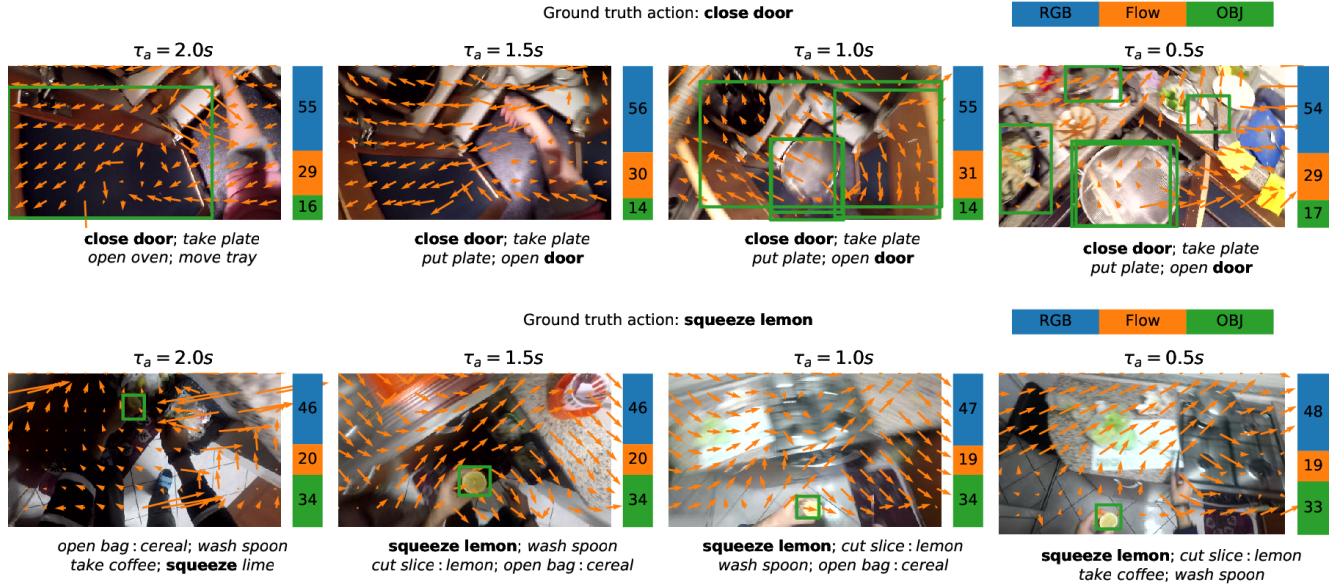 Ground truth action: close door
RGB Flow OBJ
τa = 2.0s τa = 1.5s τa = 1.0s τa = 0.5s
55 56 55 54
29 30 31 29
16 14 14 17
close door; take plate
open oven; move tray
close door; take plate
put plate; open door
close door; take plate
put plate; open door
close door; take plate
put plate; open door
Ground truth action: squeeze lemon
RGB Flow OBJ
τa = 2.0s τa = 1.5s τa = 1.0s τa = 0.5s
46 46 47 48
20 20 19 19
34 34 34 33
open bag : cereal; wash spoon
take coffee; squeeze lime
squeeze lemon; wash spoon
cut slice : lemon; open bag : cereal
squeeze lemon; cut slice : lemon
wash spoon; open bag : cereal
squeeze lemon; cut slice : lemon
take coffee; wash spoon